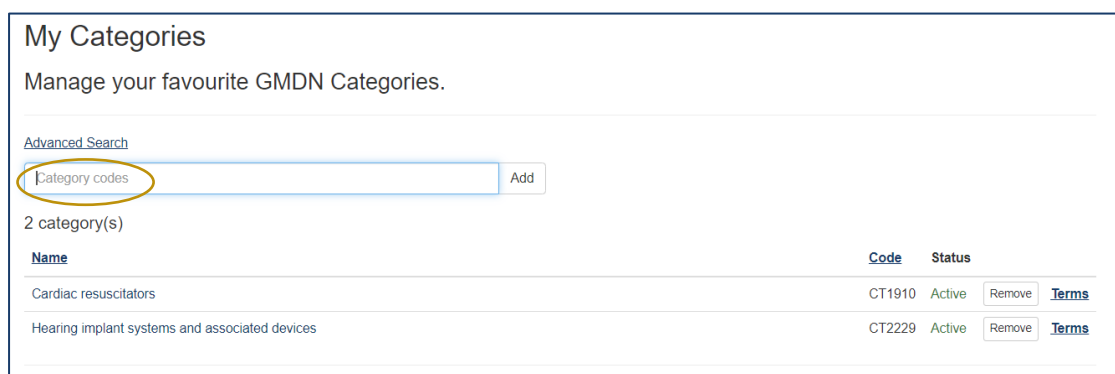 My Categories
Manage your favourite GMDN Categories.
Advanced Search
Category codes Add
2 category(s)
Name Code Status
Cardiac resuscitators CT1910 Active Remove Terms
Hearing implant systems and associated devices CT2229 Active Remove Terms